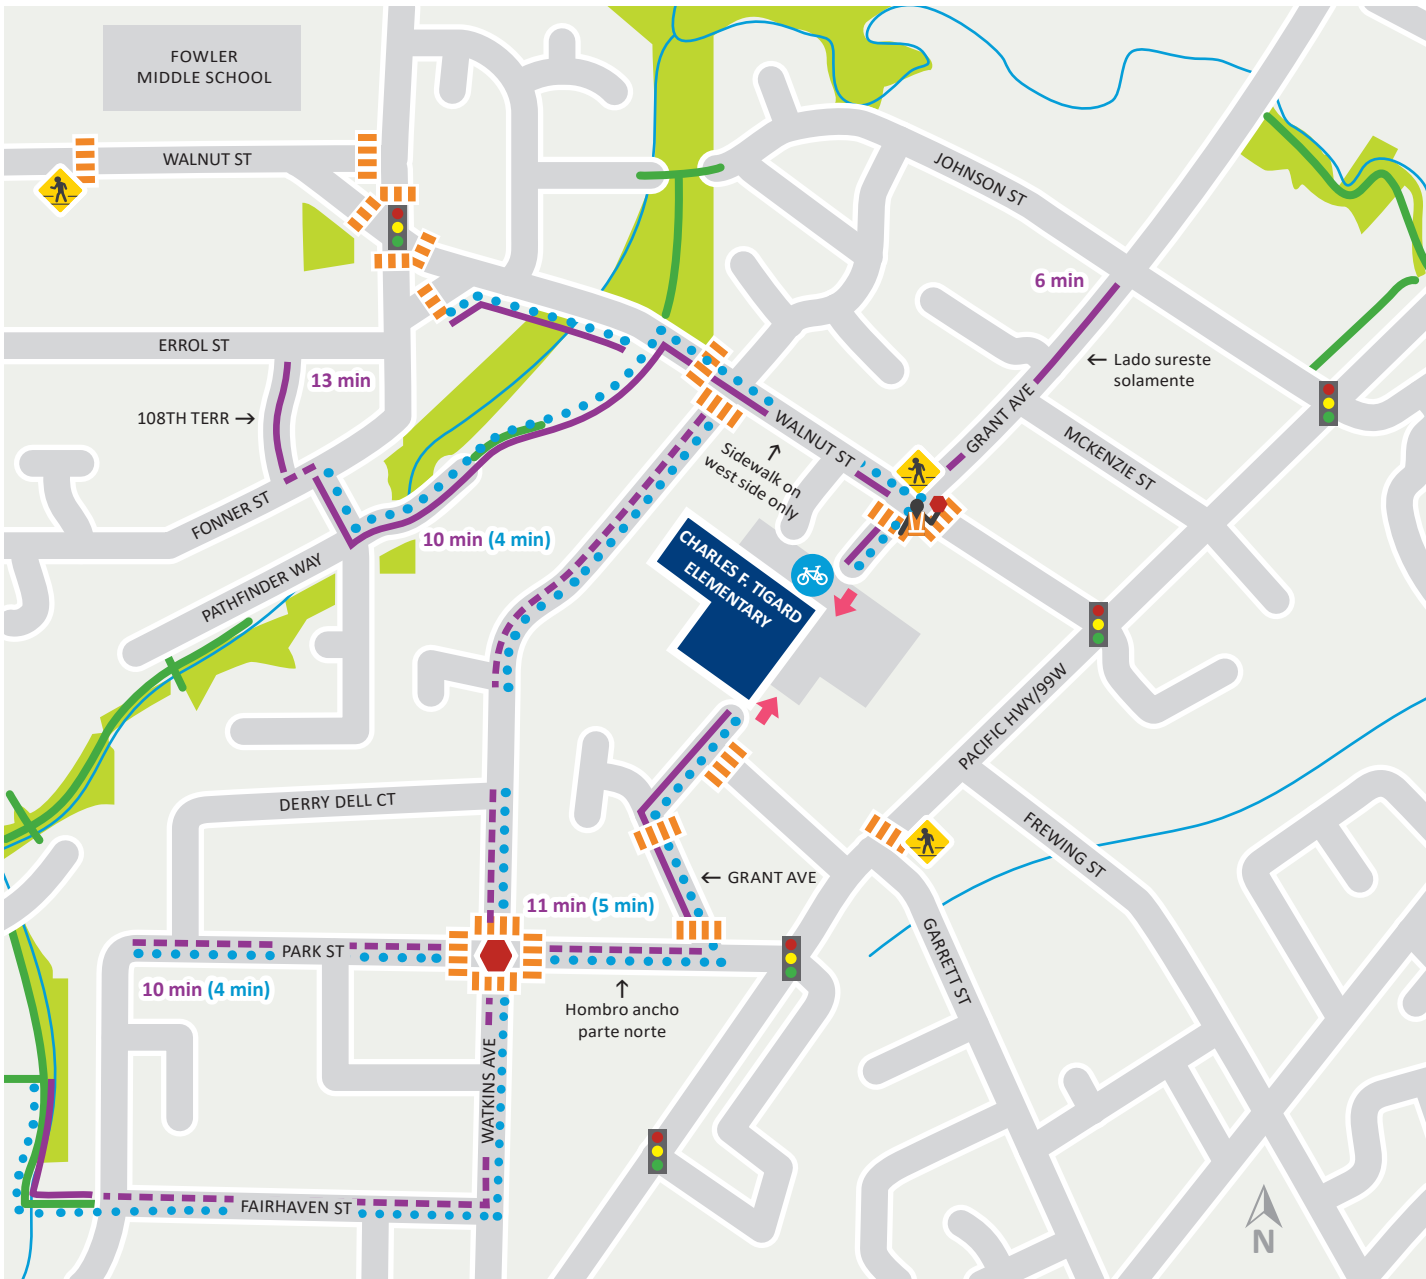 FOWLER
MIDDLE SCHOOL
WALNUT ST
JOHNSON ST
6 min
ERROL ST
← Lado sureste
solamente
13 min
108TH TERR →
GRANT AVE
WALNUT ST
MCKENZIE ST
Sidewalk on
west side only
FONNER ST
10 min (4 min)
PATHFINDER WAY
CHARLES F. TIGARD
ELEMENTARY
PACIFIC HWY/99W
DERRY DELL CT
FREWING ST
← GRANT AVE
11 min (5 min)
PARK ST
GARRETT ST
10 min (4 min)
Hombro ancho
parte norte
WATKINS AVE
FAIRHAVEN ST
N